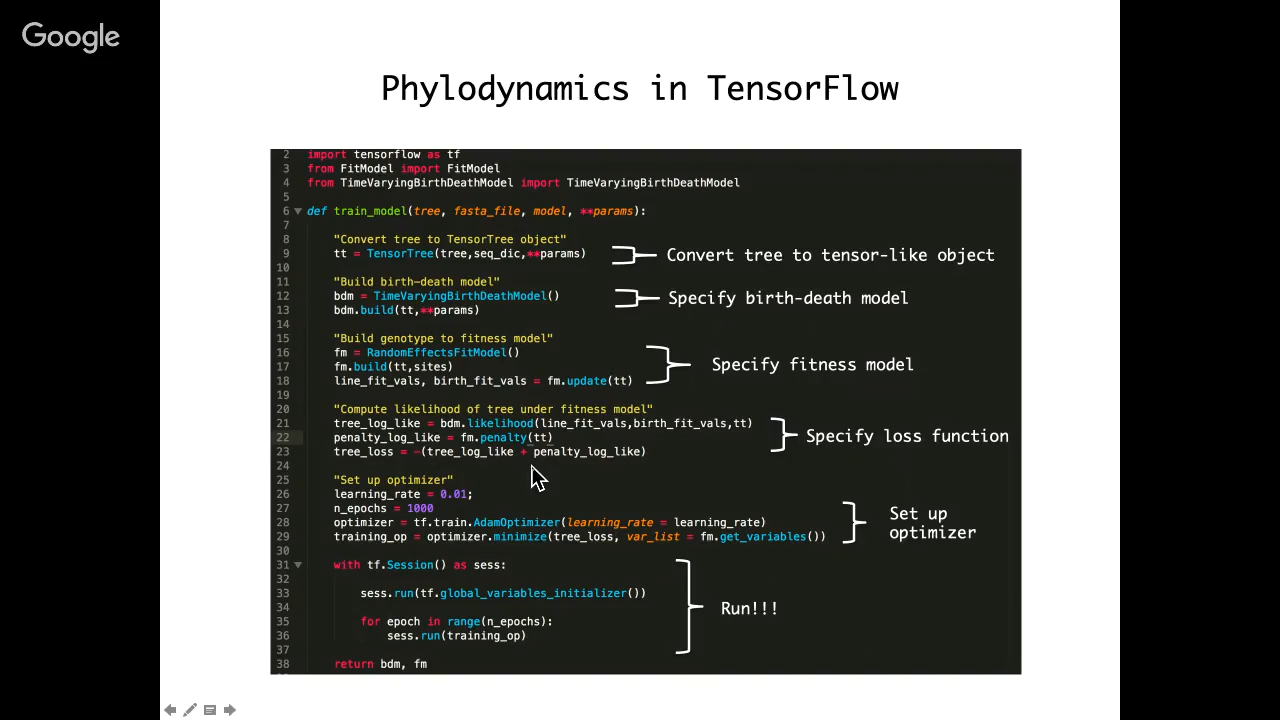 Google
Phylodynamics in TensorFlow
2 import tensorflow as tf
3 from FitModel import FitModel
4 from TimeVaryingBirthDeathModel import TimeVaryingBirthDeathModel
5
6 def train_model(tree, fasta_file, model, **params):
7
8 "Convert tree to TensorTree object"
9 tt = TensorTree(tree,seq_dic,**params)
Convert tree to tensor-like object
10
11 "Build birth-death model"
12 bdm = TimeVaryingBirthDeathModel()
13 bdm.build(tt,**params)
Specify birth-death model
14
15 "Build genotype to fitness model"
16 fm = RandomEffectsFitModel()
17 fm.build(tt,sites)
18 line_fit_vals, birth_fit_vals = fm.update(tt)
Specify fitness model
19
20 "Compute likelihood of tree under fitness model"
21 tree_log_like = bdm.likelihood(line_fit_vals,birth_fit_vals,tt)
22 penalty_log_like = fm.penalty(tt)
23 tree_loss = -(tree_log_like + penalty_log_like)
Specify loss function
24
25 "Set up optimizer"
26 learning_rate = 0.01;
27 n_epochs = 1000
28 optimizer = tf.train.AdamOptimizer(learning_rate = learning_rate)
29 training_op = optimizer.minimize(tree_loss, var_list = fm.get_variables())
Set up
optimizer
30
31 with tf.Session() as sess:
32
33 sess.run(tf.global_variables_initializer())
34
35 for epoch in range(n_epochs):
36 sess.run(training_op)
Run!!!
37
38 return bdm, fm